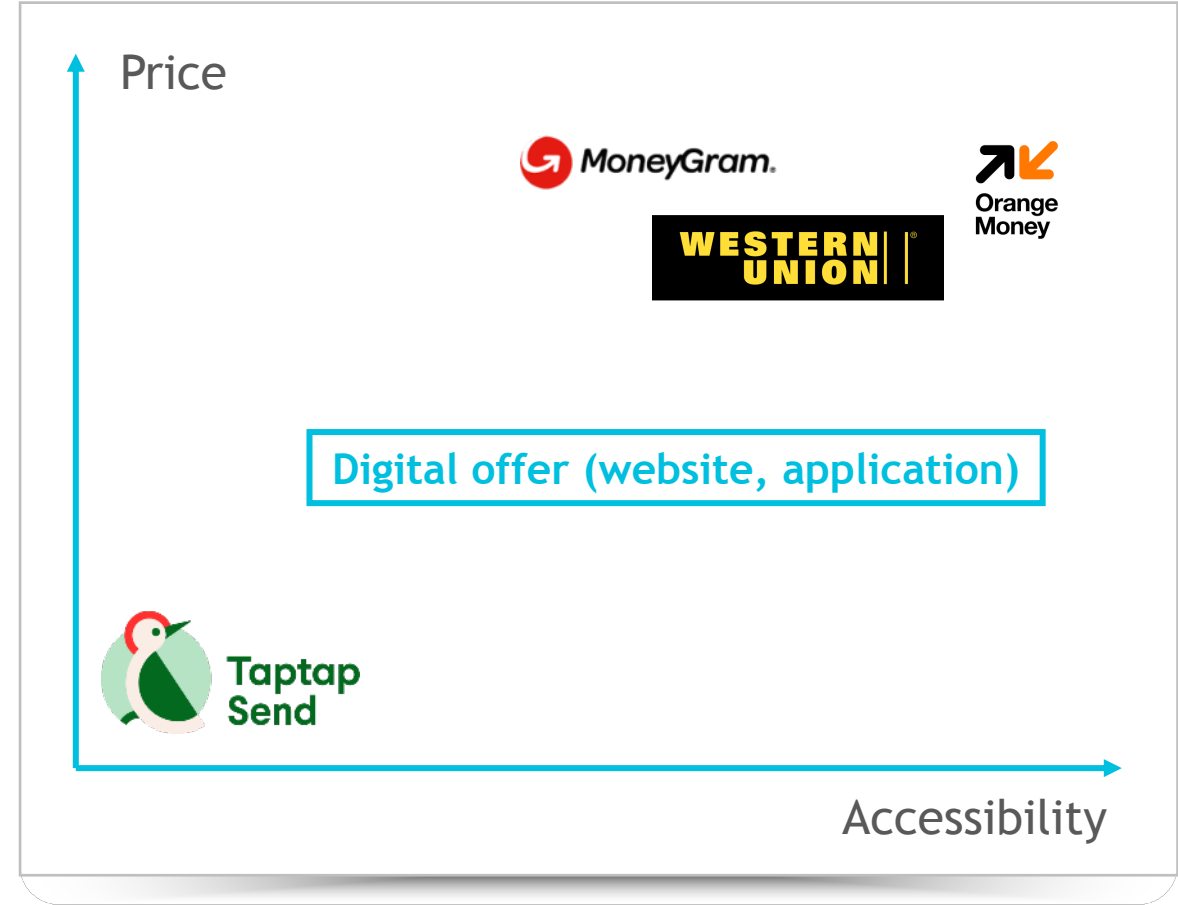 Price
MoneyGram.
Orange
Money
WESTERN
UNION®
Digital offer (website, application)
Taptap
Send
Accessibility